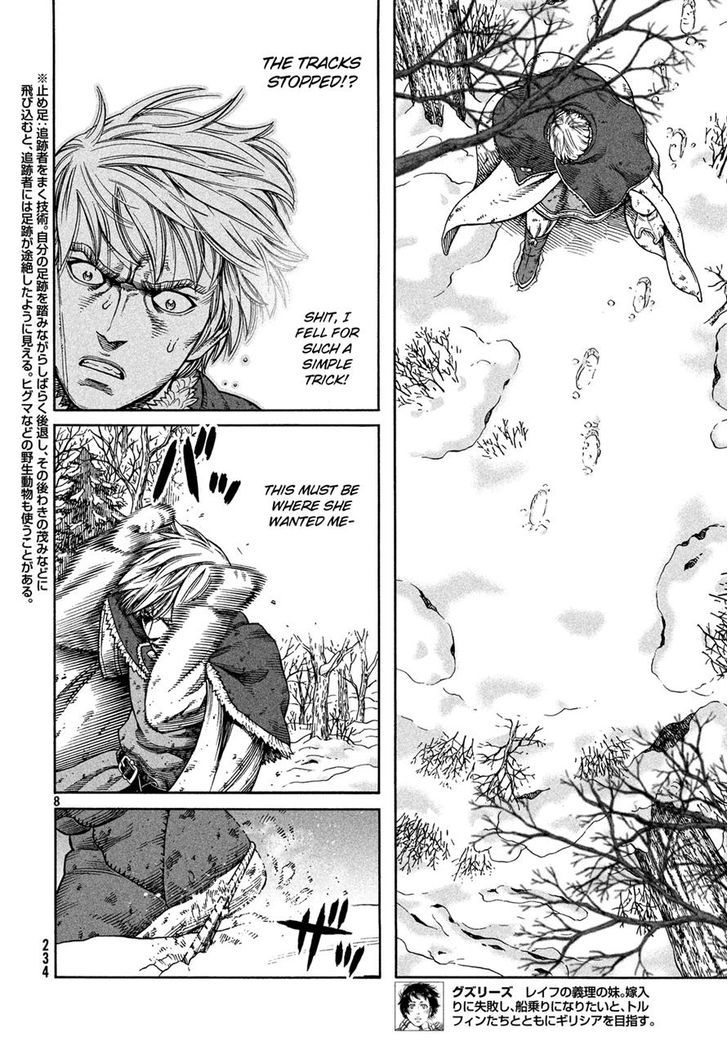 THE TRACKS
STOPPED!?
SHIT, I
FELL FOR
SUCH A
SIMPLE
TRICK!
THIS MUST BE
WHERE SHE
WANTED ME-
バッ
ザザッ
※止め足：追跡者をまく技術。自分の足跡を踏みながらしばらく後退し、その後わきの茂みなどに
飛び込むと、追跡者には足跡が途絶したように見える。ヒグマなどの野生動物も使うことがある。
8
234
グズリーズ　レイフの義理の妹。嫁入
りに失敗し、船乗りになりたいと、トル
フィンたちとともにギリシアを目指す。